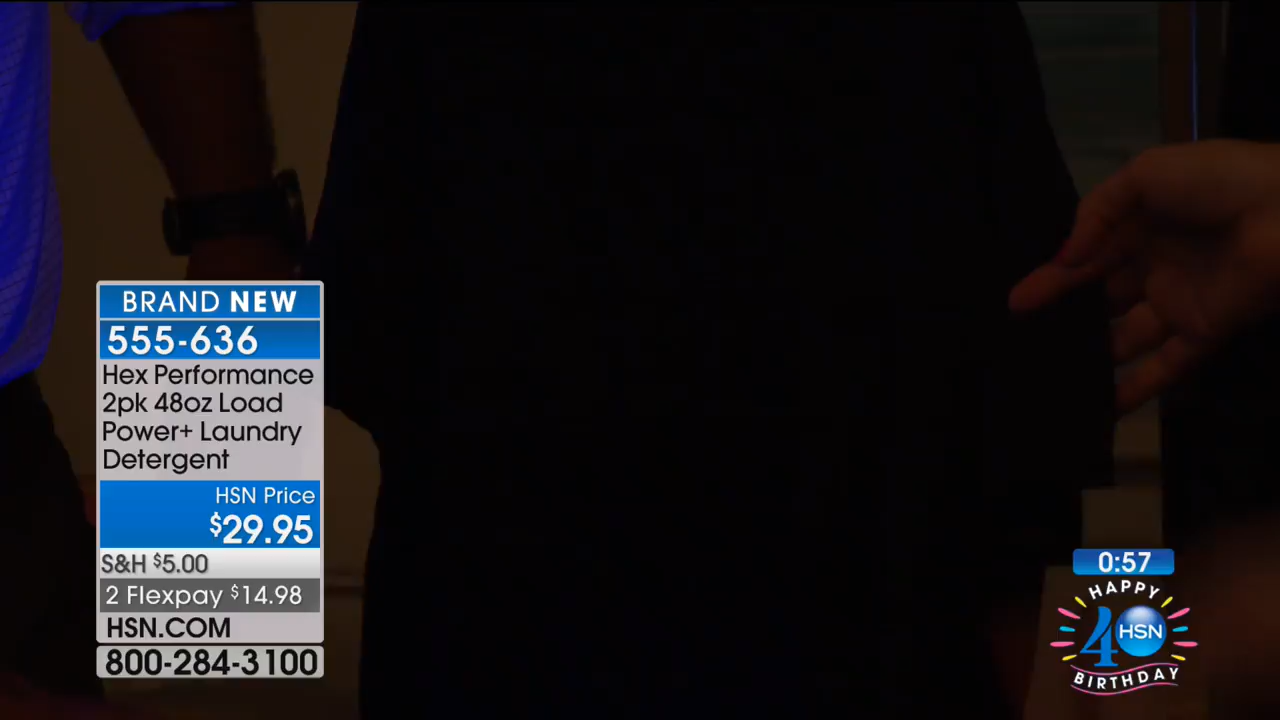 BRAND NEW
555-636
Hex Performance
2pk 48oz Load
Power+ Laundry
Detergent
HSN Price
$29.95
S&H $5.00
2 Flexpay $14.98
HSN.COM
800-284-3100
0:57
HAPPY
40 HSN
BIRTHDAY